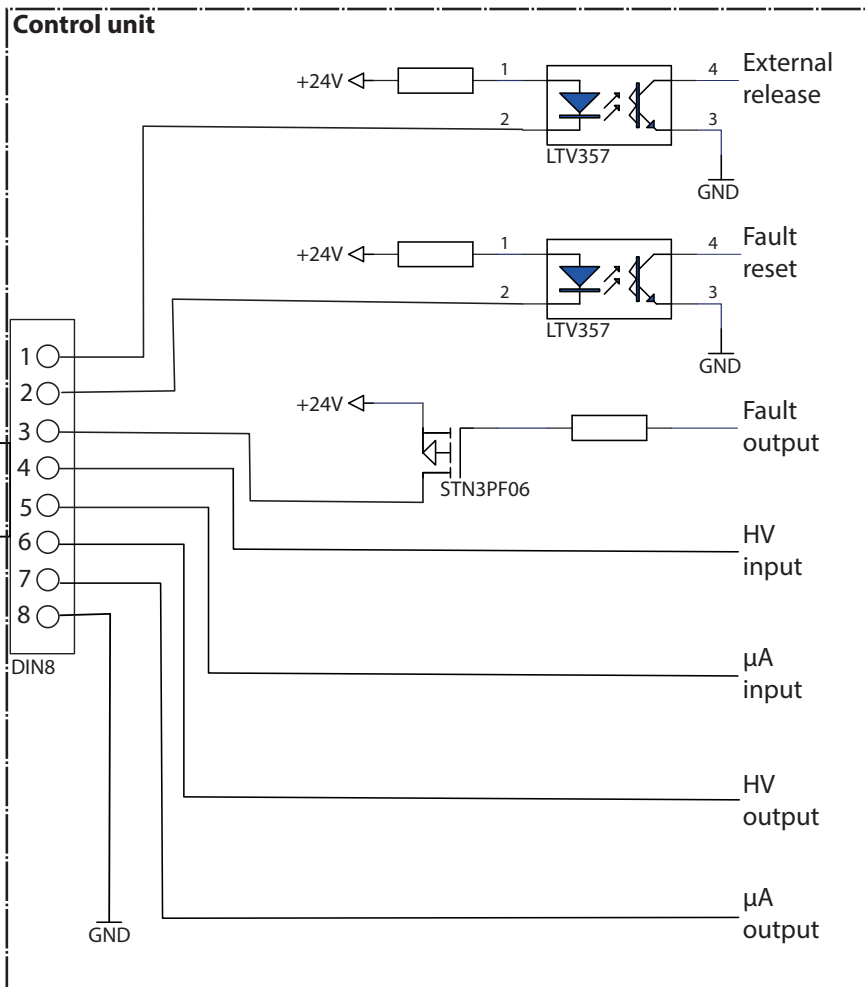 Control unit
+24V
1
2
LTV357
4
3
External
release
GND
+24V
1
2
LTV357
4
3
Fault
reset
GND
+24V
STN3PF06
Fault
output
1
2
3
4
5
6
7
8
DIN8
GND
HV
input
µA
input
HV
output
µA
output